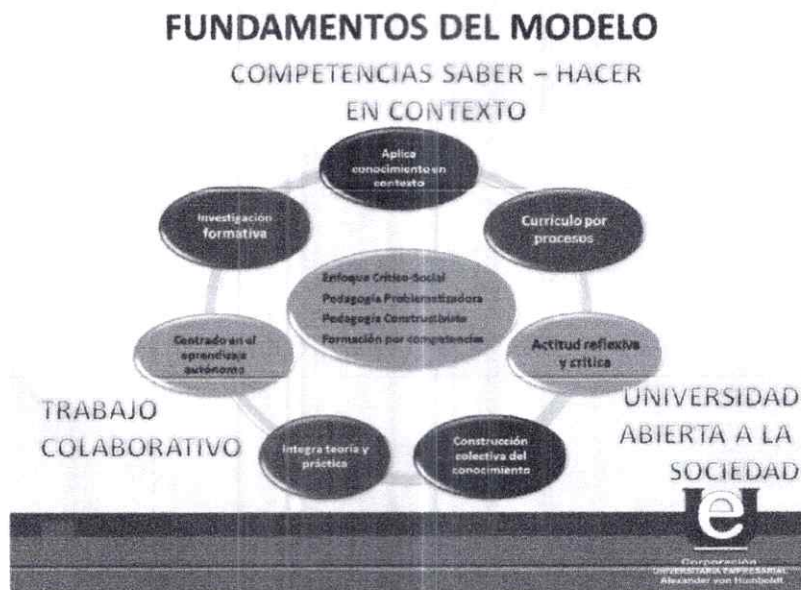 FUNDAMENTOS DEL MODELO
COMPETENCIAS SABER – HACER
EN CONTEXTO
Aplica
conocimiento en
contexto
Investigación
formativa
Currículo por
procesos
Enfoque Crítico-Social
Pedagogía Problematizadora
Pedagogía Constructivista
Formación por competencias
Centrado en el
aprendizaje
autónomo
Actitud reflexiva
y crítica
TRABAJO
COLABORATIVO
UNIVERSIDAD
ABIERTA A LA
SOCIEDAD
Integra teoría y
práctica
Construcción
colectiva del
conocimiento
Ue
Corporación
UNIVERSITARIA EMPRESARIAL
Alexander von Humboldt